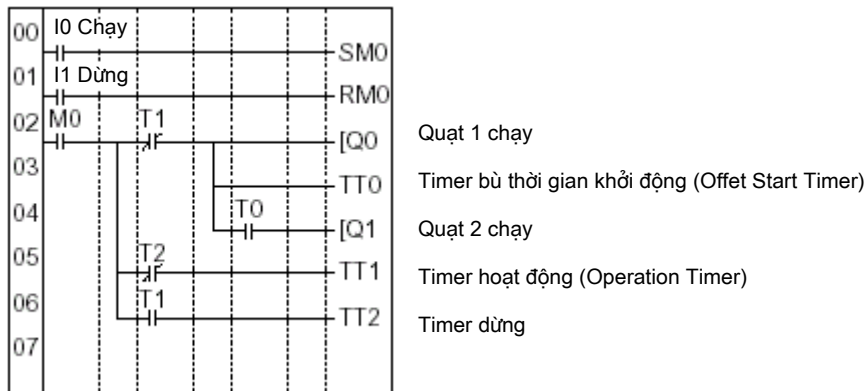 00 I0 Chạy SM0
01 I1 Dừng RM0
02 M0 T1 [Q0 Quạt 1 chạy
03 TT0 Timer bù thời gian khởi động (Offet Start Timer)
04 T0 [Q1 Quạt 2 chạy
05 T2 TT1 Timer hoạt động (Operation Timer)
06 T1 TT2 Timer dừng
07